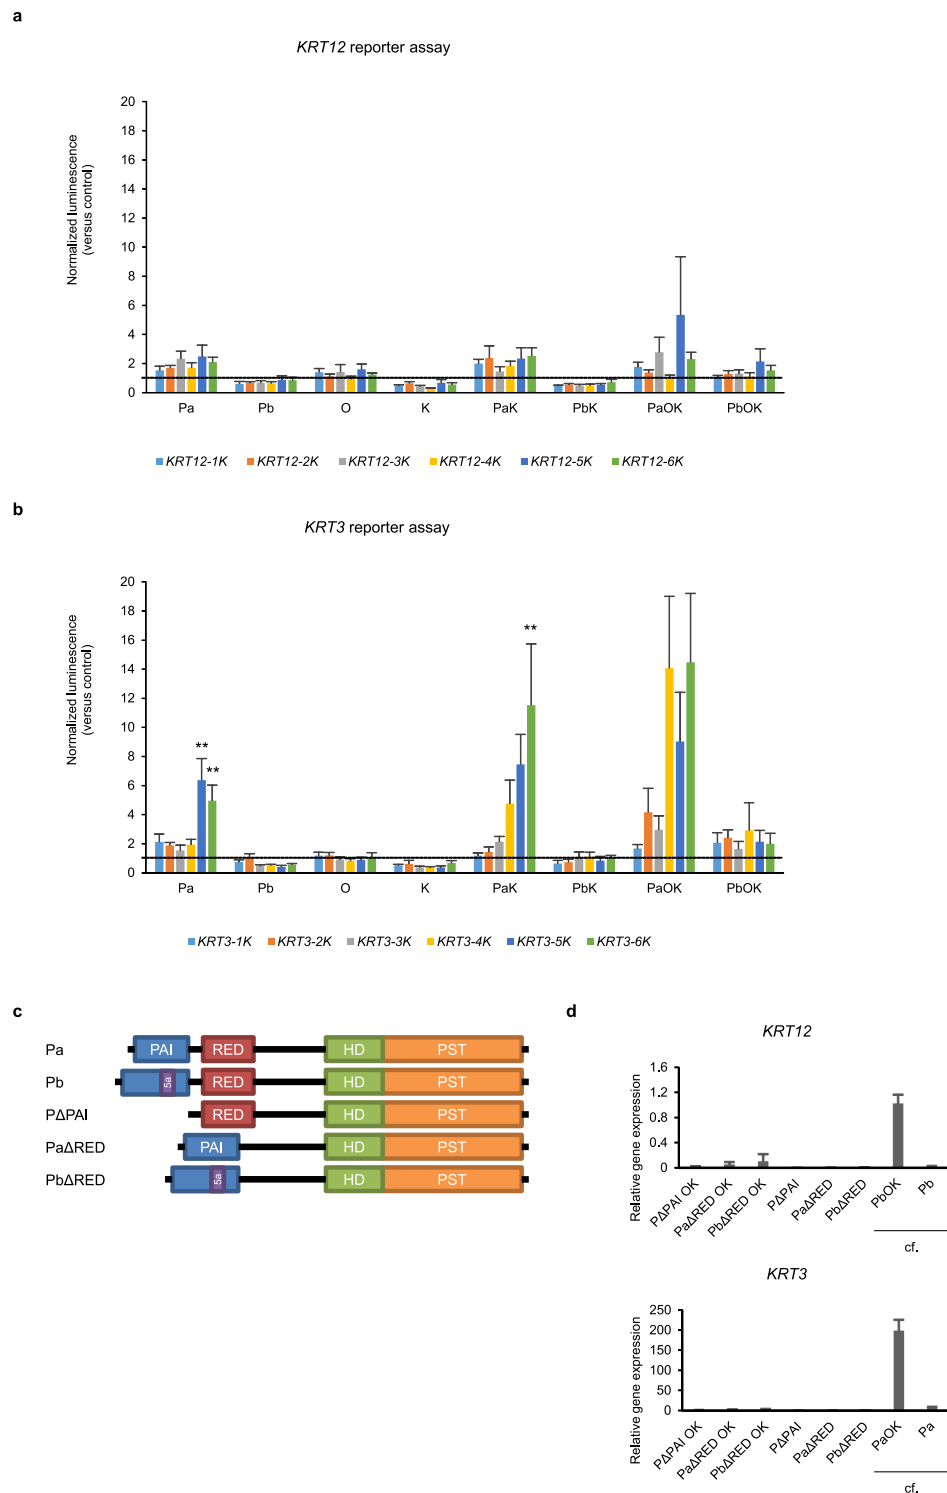 a
KRT12 reporter assay
Normalized luminescence
(versus control)
20
18
16
14
12
10
8
6
4
2
0
Pa Pb O K PaK PbK PaOK PbOK
KRT12-1K KRT12-2K KRT12-3K KRT12-4K KRT12-5K KRT12-6K
b
KRT3 reporter assay
Normalized luminescence
(versus control)
20
18
16
14
12
10
8
6
4
2
0
**
**
**
Pa Pb O K PaK PbK PaOK PbOK
KRT3-1K KRT3-2K KRT3-3K KRT3-4K KRT3-5K KRT3-6K
c
Pa PAI RED HD PST
Pb 5a RED HD PST
PΔPAI RED HD PST
PaΔRED PAI HD PST
PbΔRED 5a HD PST
d
KRT12
Relative gene expression
1.6
1.2
0.8
0.4
0
PΔPAI OK PaΔRED OK PbΔRED OK PΔPAI PaΔRED PbΔRED PbOK Pb
cf.
KRT3
Relative gene expression
250
200
150
100
50
0
PΔPAI OK PaΔRED OK PbΔRED OK PΔPAI PaΔRED PbΔRED PaOK Pa
cf.